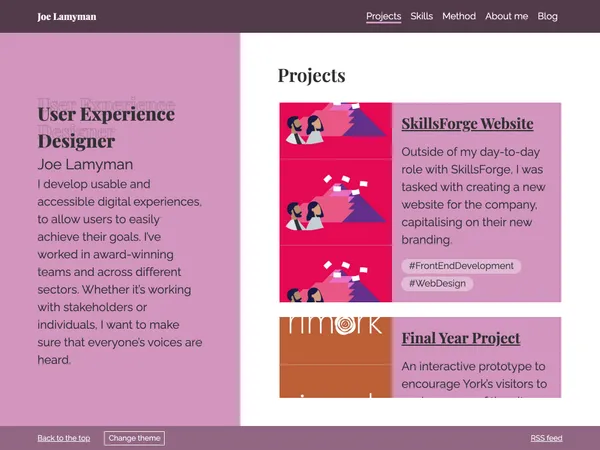 Joe Lamyman
Projects Skills Method About me Blog
User Experience
Designer
Joe Lamyman
I develop usable and
accessible digital experiences,
to allow users to easily
achieve their goals. I've
worked in award-winning
teams and across different
sectors. Whether it's working
with stakeholders or
individuals, I want to make
sure that everyone's voices are
heard.
Projects
SkillsForge Website
Outside of my day-to-day
role with SkillsForge, I was
tasked with creating a new
website for the company,
capitalising on their new
branding.
#FrontEndDevelopment
#WebDesign
Final Year Project
An interactive prototype to
encourage York's visitors to
Back to the top Change theme RSS feed